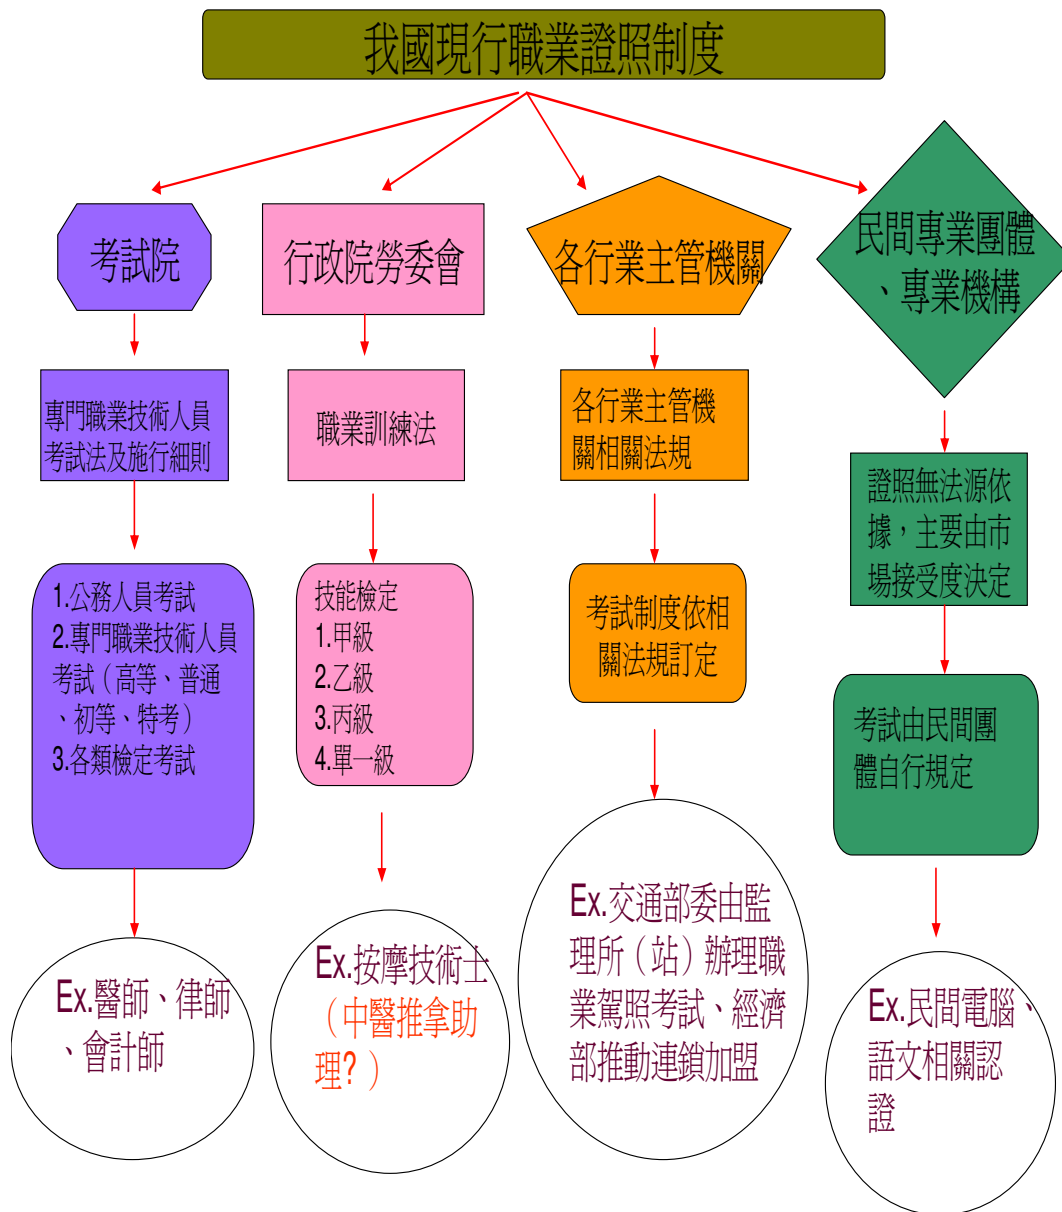 我國現行職業證照制度
考試院
專門職業技術人員
考試法及施行細則
1.公務人員考試
2.專門職業技術人員
考試（高等、普通
、初等、特考）
3.各類檢定考試
Ex.醫師、律師
、會計師
行政院勞委會
職業訓練法
技能檢定
1.甲級
2.乙級
3.丙級
4.單一級
Ex.按摩技術士
（中醫推拿助
理?）
各行業主管機關
各行業主管機
關相關法規
考試制度依相
關法規訂定
Ex.交通部委由監
理所（站）辦理職
業駕照考試、經濟
部推動連鎖加盟
民間專業團體
、專業機構
證照無法源依
據，主要由市
場接受度決定
考試由民間團
體自行規定
Ex.民間電腦、
語文相關認
證